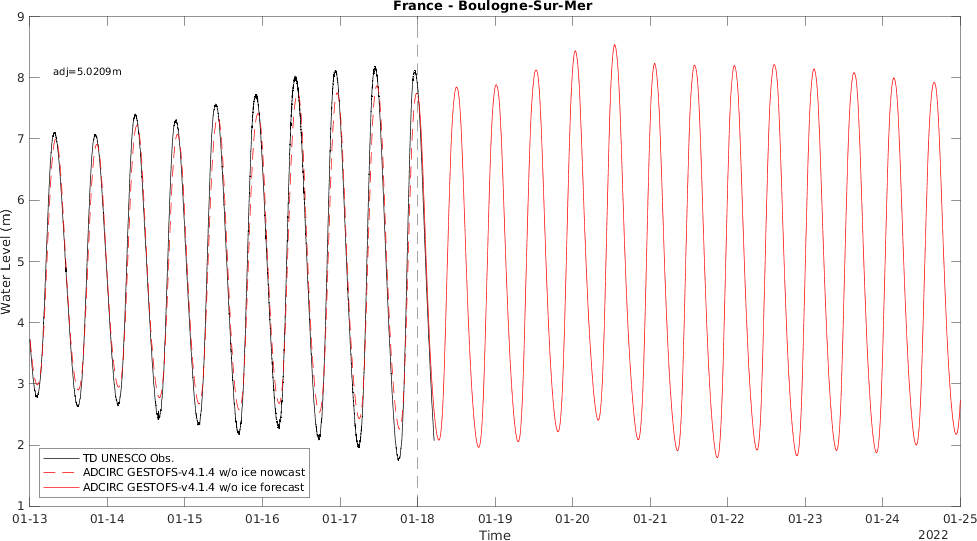 France - Boulogne-Sur-Mer
adj=5.0209m
9
8
7
6
5
4
3
2
1
Water Level (m)
TD UNESCO Obs.
ADCIRC GESTOFS-v4.1.4 w/o ice nowcast
ADCIRC GESTOFS-v4.1.4 w/o ice forecast
01-13 01-14 01-15 01-16 01-17 01-18 01-19 01-20 01-21 01-22 01-23 01-24 01-25
Time
2022